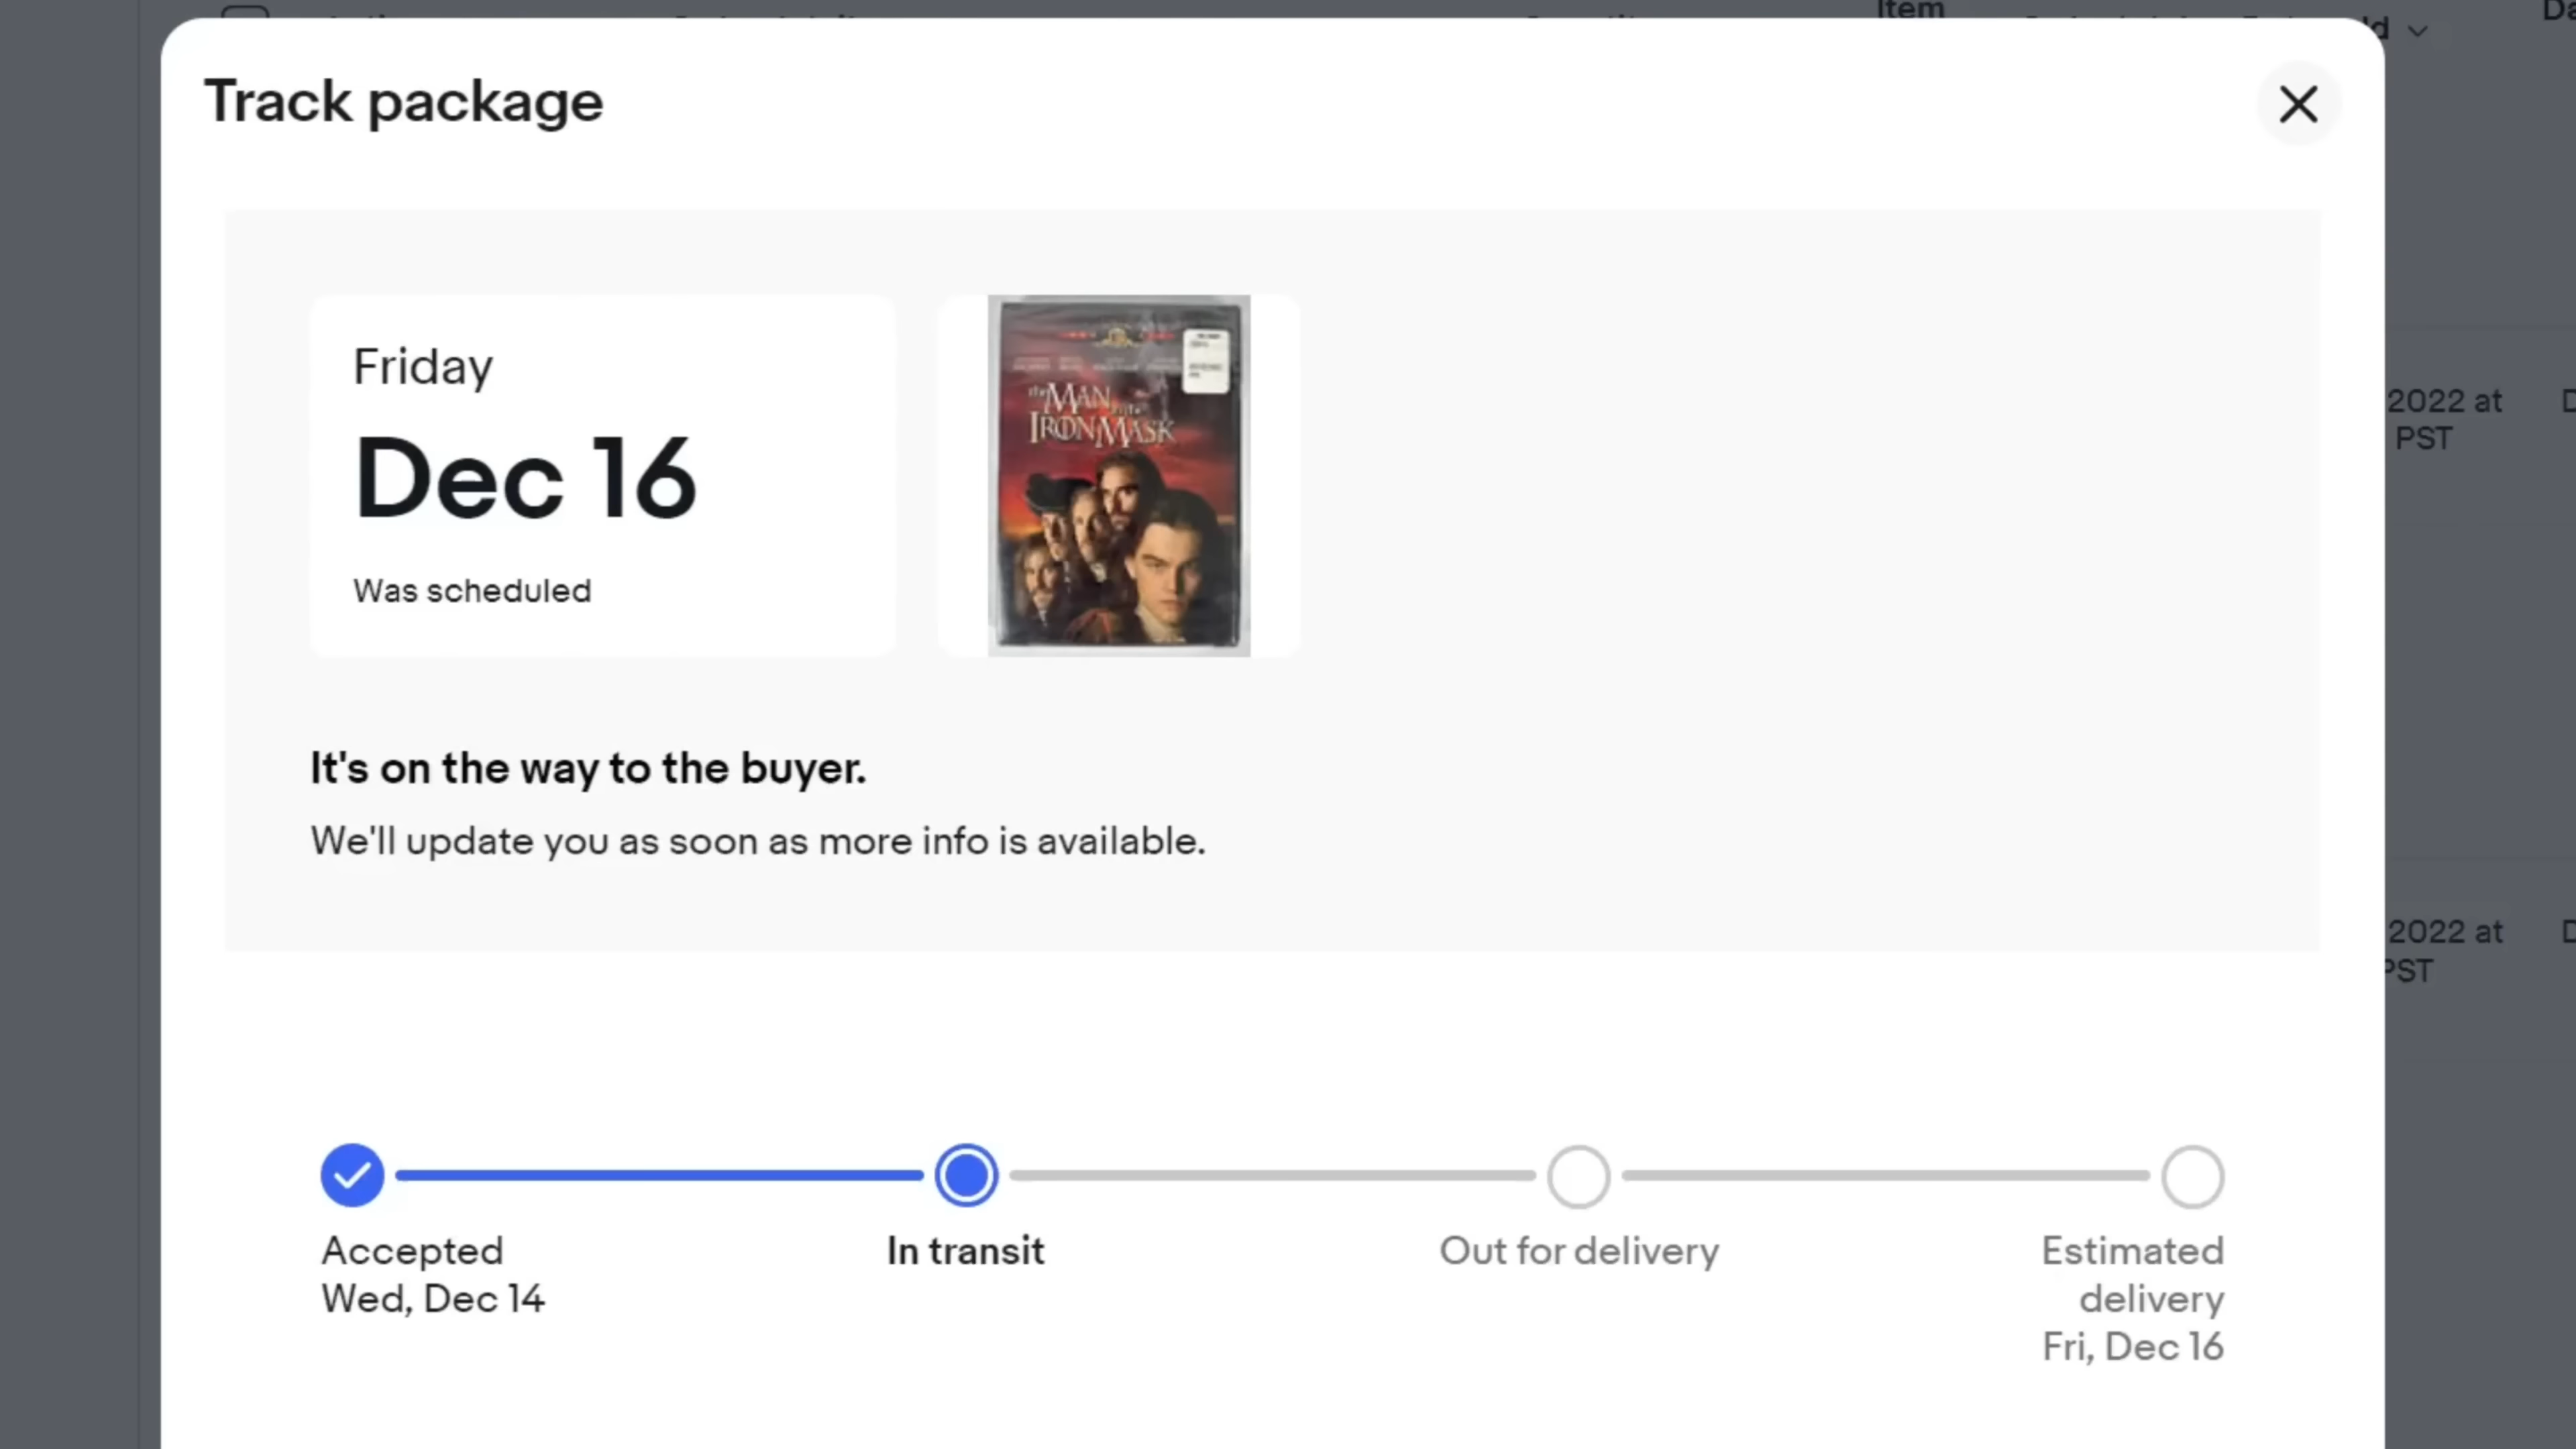 Item
Track package
Friday
Dec 16
Was scheduled
the MAN in the
IRON MASK
It's on the way to the buyer.
We'll update you as soon as more info is available.
2022 at
PST
2022 at
PST
Accepted
Wed, Dec 14
In transit
Out for delivery
Estimated
delivery
Fri, Dec 16